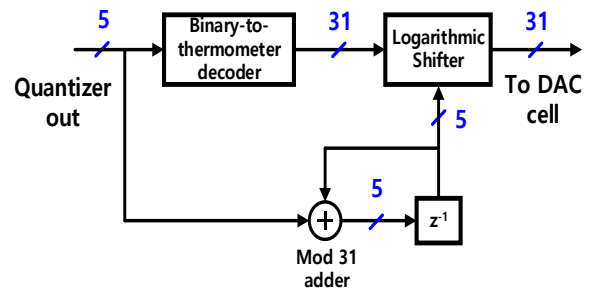 5
Binary-to-
thermometer
decoder
31
Logarithmic
Shifter
31
Quantizer
out
To DAC
cell
5
5
+
z-1
Mod 31
adder